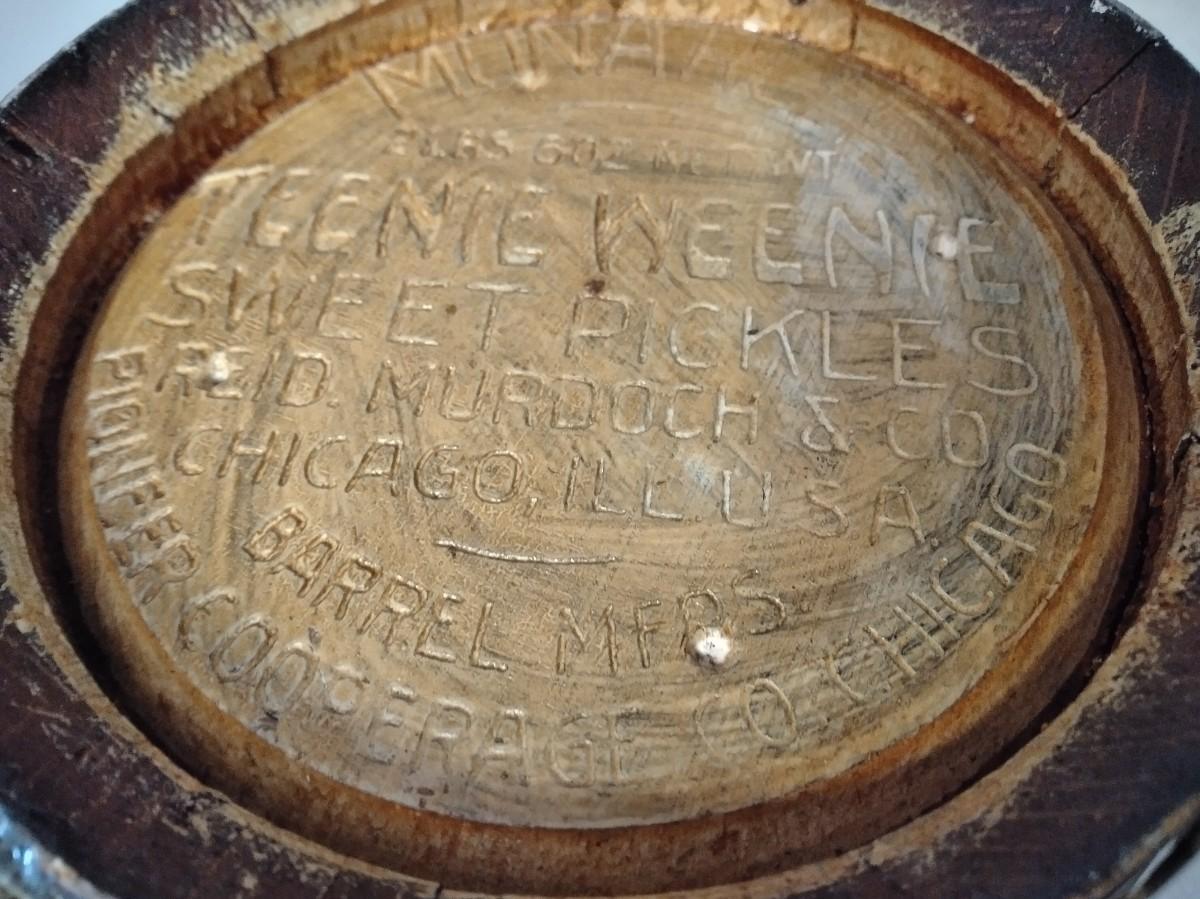 LBS 6OZ NET WT
TEENIE WEENIE
SWEET PICKLES
REID. MURDOCH & CO
CHICAGO, ILL. U S A.
BARREL MFRS.
PIONEER COOPERAGE CO. CHICAGO